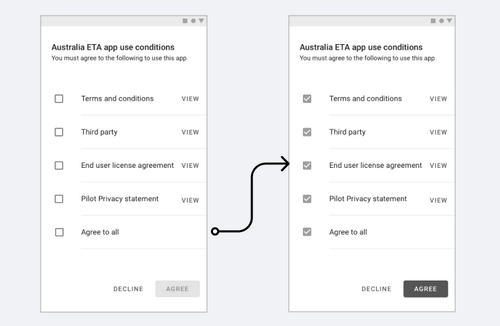 Australia ETA app use conditions
You must agree to the following to use this app
Terms and conditions VIEW
Third party VIEW
End user license agreement VIEW
Pilot Privacy statement VIEW
Agree to all
DECLINE AGREE
Australia ETA app use conditions
You must agree to the following to use this app
Terms and conditions VIEW
Third party VIEW
End user license agreement VIEW
Pilot Privacy statement VIEW
Agree to all
DECLINE AGREE